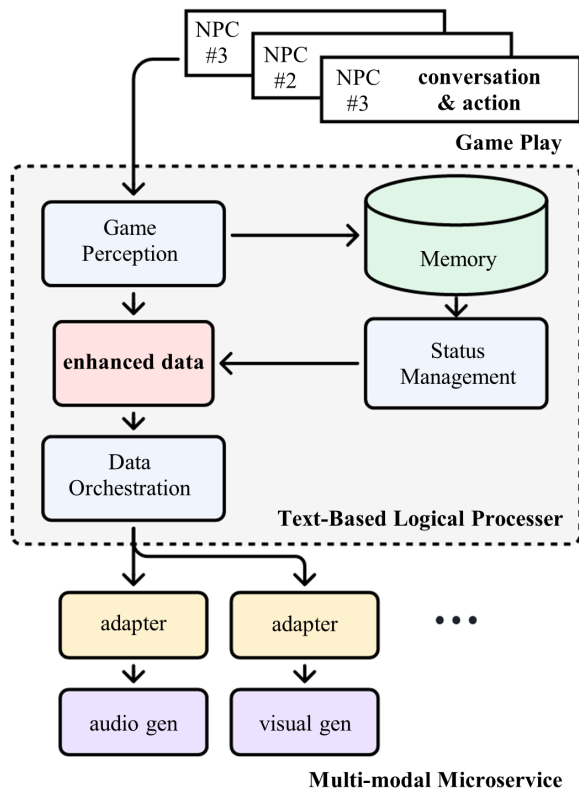 NPC
#3
NPC
#2
NPC
#3
conversation
& action
Game Play
Game
Perception
Memory
enhanced data
Status
Management
Data
Orchestration
Text-Based Logical Processer
adapter
adapter
...
audio gen
visual gen
Multi-modal Microservice